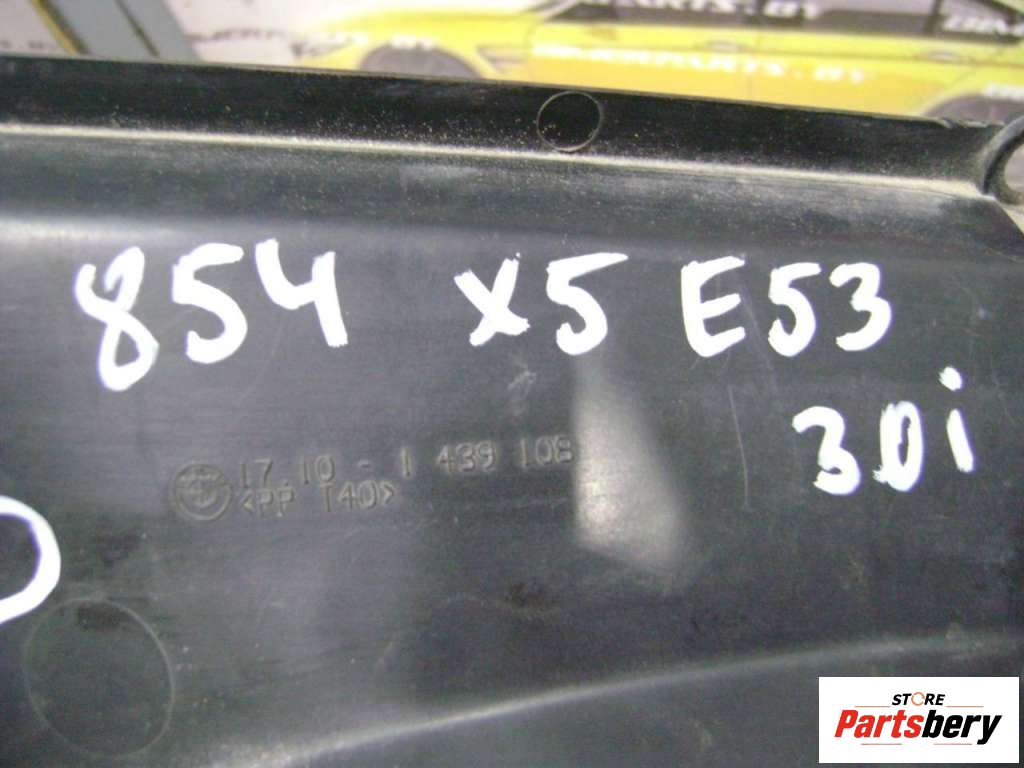 854 X5 E53
30i
17.10 - 1 439 108
<PP T40>
STORE
Partsbery